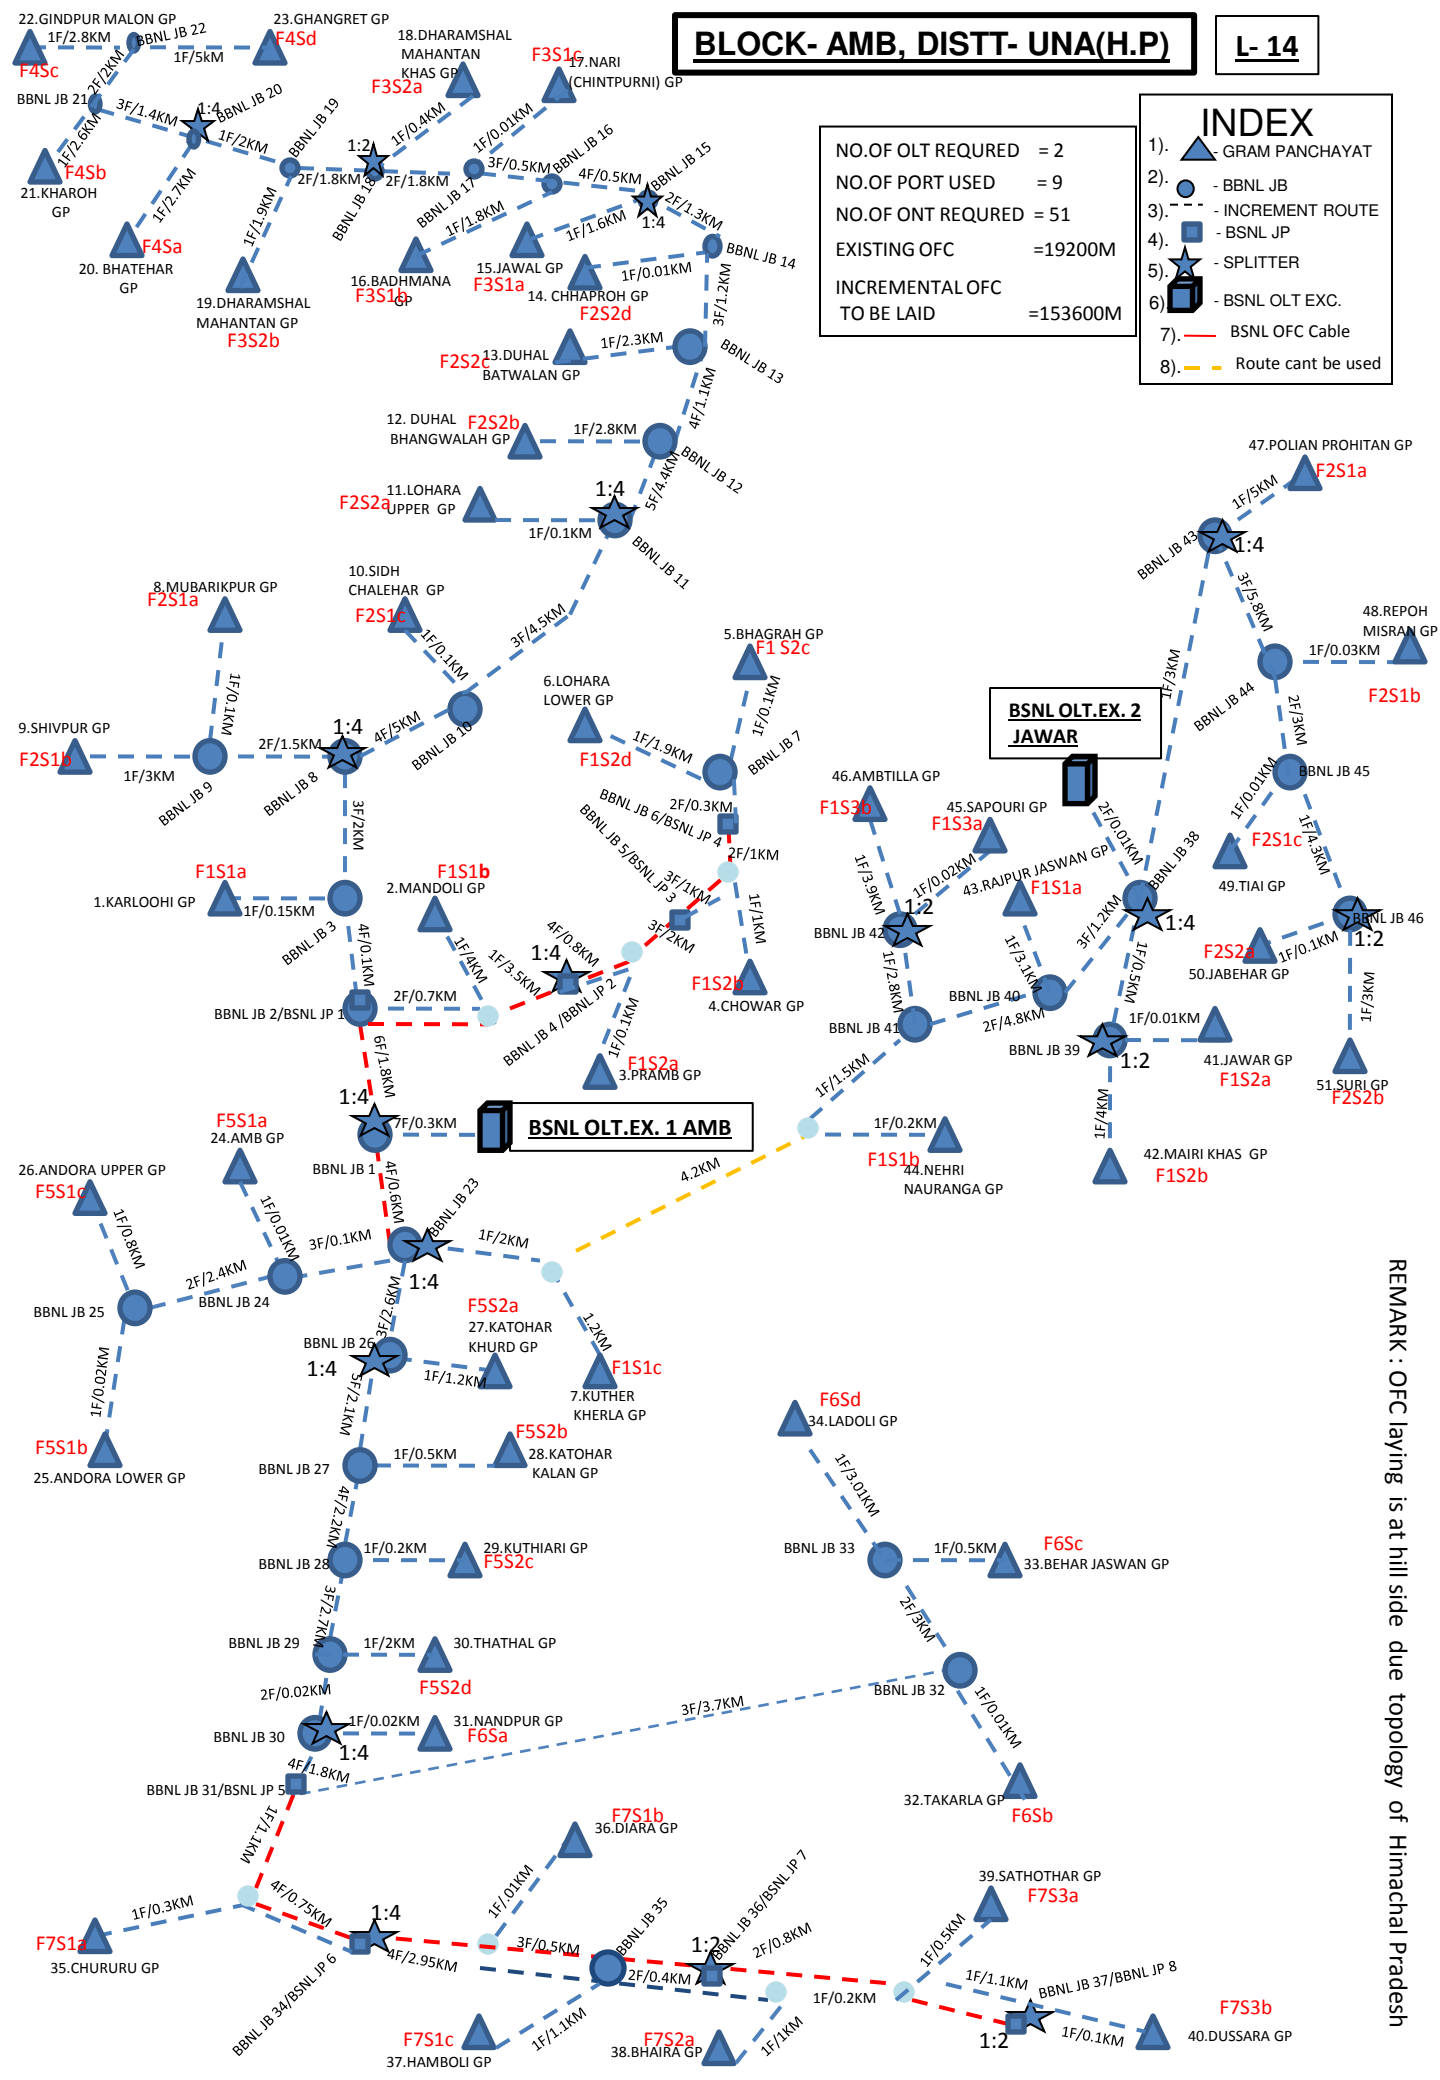 BLOCK- AMB, DISTT- UNA(H.P)
L- 14
NO.OF OLT REQURED = 2
NO.OF PORT USED = 9
NO.OF ONT REQURED = 51
EXISTING OFC =19200M
INCREMENTAL OFC
TO BE LAID =153600M
INDEX
1). - GRAM PANCHAYAT
2). - BBNL JB
3). - INCREMENT ROUTE
4). - BSNL JP
5). - SPLITTER
6). - BSNL OLT EXC.
7). BSNL OFC Cable
8). Route cant be used
22.GINDPUR MALON GP
F4Sc
1F/2.8KM
BBNL JB 22
1F/5kM
23.GHANGRET GP
F4Sd
2F/2KM
BBNL JB 21
3F/1.4KM
1:4
BBNL JB 20
1F/2.6KM
F4Sb
21.KHAROH
GP
1F/2.7KM
F4Sa
20. BHATEHAR
GP
1F/2KM
BBNL JB 19
1F/1.9KM
19.DHARAMSHAL
MAHANTAN GP
F3S2b
2F/1.8KM
1:2
BBNL JB 18
18.DHARAMSHAL
MAHANTAN
KHAS GP
F3S2a
1F/0.4KM
2F/1.8KM
BBNL JB 17
F3S1c
17.NARI
(CHINTPURNI) GP
1F/0.01KM
3F/0.5KM
BBNL JB 16
1F/1.8KM
16.BADHMANA
GP
F3S1b
4F/0.5KM
BBNL JB 15
1:4
1F/1.6KM
15.JAWAL GP
F3S1a
2F/1.3KM
BBNL JB 14
1F/0.01KM
14. CHHAPROH GP
F2S2d
3F/1.2KM
1F/2.3KM
13.DUHAL
BATWALAN GP
F2S2c
BBNL JB 13
4F/1.1KM
12. DUHAL
BHANGWALAH GP
F2S2b
1F/2.8KM
BBNL JB 12
5F/4.4KM
11.LOHARA
UPPER GP
F2S2a
1F/0.1KM
1:4
BBNL JB 11
3F/4.5KM
10.SIDH
CHALEHAR GP
F2S1c
1F/0.1KM
BBNL JB 10
4F/5KM
8.MUBARIKPUR GP
F2S1a
1F/0.1KM
9.SHIVPUR GP
F2S1b
1F/3KM
BBNL JB 9
2F/1.5KM
1:4
BBNL JB 8
3F/2KM
F1S1a
1.KARLOOHI GP
1F/0.15KM
BBNL JB 3
4F/0.1KM
BBNL JB 2/BSNL JP 1
2F/0.7KM
F1S1b
2.MANDOLI GP
1F/4KM
1F/3.5KM
1:4
4F/0.8KM
BBNL JB 4 /BBNL JP 2
1F/0.1KM
F1S2a
3.PRAMB GP
3F/2KM
3F/1KM
BBNL JB 5/BSNL JP 3
BBNL JB 6/BSNL JP 4
2F/1KM
2F/0.3KM
1F/1KM
F1S2b
4.CHOWAR GP
5.BHAGRAH GP
F1 S2c
1F/0.1KM
BBNL JB 7
6.LOHARA
LOWER GP
1F/1.9KM
F1S2d
6F/1.8KM
1:4
7F/0.3KM
BSNL OLT.EX. 1 AMB
BBNL JB 1
4F/0.6KM
BBNL JB 23
1:4
1F/2KM
4.2KM
1.2KM
F1S1c
7.KUTHER
KHERLA GP
F5S1a
24.AMB GP
1F/0.01KM
3F/0.1KM
BBNL JB 24
2F/2.4KM
26.ANDORA UPPER GP
F5S1c
1F/0.8KM
BBNL JB 25
1F/0.02KM
F5S1b
25.ANDORA LOWER GP
3F/2.6KM
BBNL JB 26
1:4
1F/1.2KM
F5S2a
27.KATOHAR
KHURD GP
5F/2.1KM
BBNL JB 27
1F/0.5KM
F5S2b
28.KATOHAR
KALAN GP
4F/2.2KM
BBNL JB 28
1F/0.2KM
29.KUTHIARI GP
F5S2c
3F/2.7KM
BBNL JB 29
1F/2KM
30.THATHAL GP
F5S2d
2F/0.02KM
BBNL JB 30
1:4
1F/0.02KM
31.NANDPUR GP
F6Sa
4F/1.8KM
BBNL JB 31/BSNL JP 5
3F/3.7KM
BBNL JB 32
1F/0.01KM
32.TAKARLA GP
F6Sb
2F/3KM
BBNL JB 33
1F/0.5KM
F6Sc
33.BEHAR JASWAN GP
1F/3.01KM
F6Sd
34.LADOLI GP
1F/1.1KM
1F/0.3KM
F7S1a
35.CHURURU GP
4F/0.75KM
1:4
BBNL JB 34/BSNL JP 6
4F/2.95KM
F7S1b
36.DIARA GP
1F/.01KM
3F/0.5KM
BBNL JB 35
1F/1.1KM
F7S1c
37.HAMBOLI GP
2F/0.4KM
1:2
BBNL JB 36/BSNL JP 7
2F/0.8KM
1F/1KM
F7S2a
38.BHAIRA GP
1F/0.2KM
39.SATHOTHAR GP
F7S3a
1F/0.5KM
1F/1.1KM
BBNL JB 37/BBNL JP 8
1:2
1F/0.1KM
F7S3b
40.DUSSARA GP
BSNL OLT.EX. 2
JAWAR
2F/0.01KM
BBNL JB 38
1:4
1F/3KM
BBNL JB 43
1:4
1F/5KM
47.POLIAN PROHITAN GP
F2S1a
3F/5.8KM
BBNL JB 44
1F/0.03KM
48.REPOH
MISRAN GP
F2S1b
2F/3KM
BBNL JB 45
1F/0.01KM
F2S1c
49.TIAI GP
1F/4.3KM
BBNL JB 46
1:2
1F/0.1KM
F2S2a
50.JABEHAR GP
1F/3KM
51.SURI GP
F2S2b
1F/0.5KM
BBNL JB 39
1:2
1F/0.01KM
41.JAWAR GP
F1S2a
1F/4KM
42.MAIRI KHAS GP
F1S2b
3F/1.2KM
BBNL JB 40
1F/3.1KM
43.RAJPUR JASWAN GP
F1S1a
2F/4.8KM
BBNL JB 41
1F/1.5KM
1F/0.2KM
F1S1b
44.NEHRI
NAURANGA GP
1F/2.8KM
BBNL JB 42
1:2
1F/0.02KM
45.SAPOURI GP
F1S3a
1F/3.9KM
46.AMBTILLA GP
F1S3b
REMARK : OFC laying is at hill side due topology of Himachal Pradesh